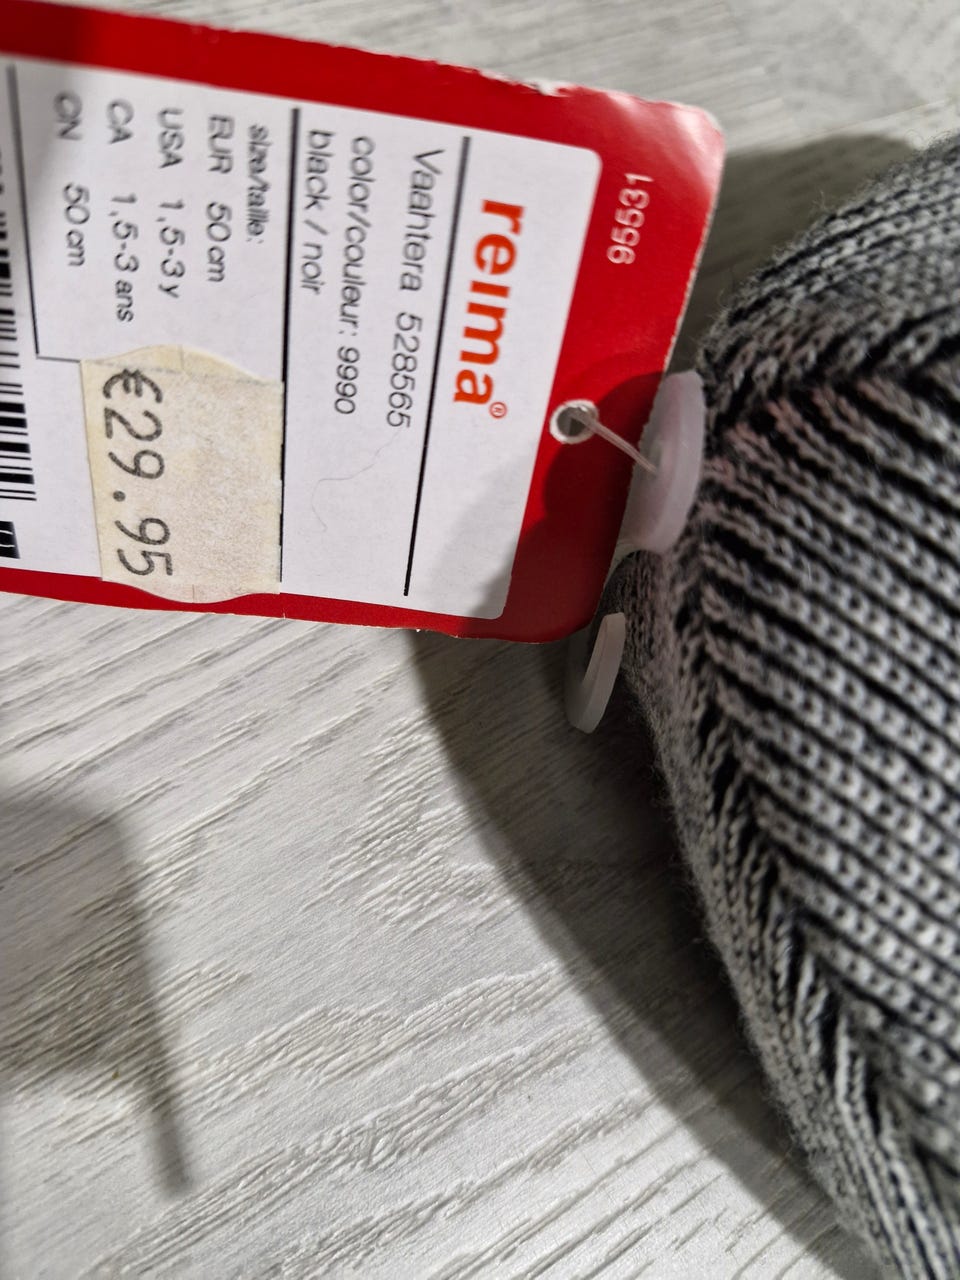 95531
reima®
Vaahtera 528565
color/couleur: 9990
black / noir
size/taille:
EUR 50 cm
USA 1,5-3 y
CA 1,5-3 ans
CN 50 cm
€29.95